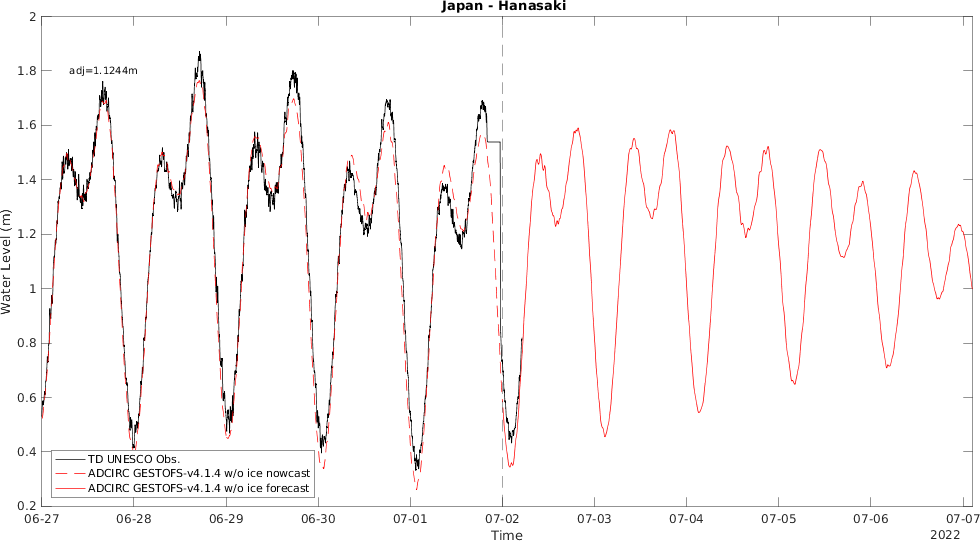 Japan - Hanasaki
adj=1.1244m
Water Level (m)
2
1.8
1.6
1.4
1.2
1
0.8
0.6
0.4
0.2
TD UNESCO Obs.
ADCIRC GESTOFS-v4.1.4 w/o ice nowcast
ADCIRC GESTOFS-v4.1.4 w/o ice forecast
06-27 06-28 06-29 06-30 07-01 07-02 07-03 07-04 07-05 07-06 07-07
Time
2022